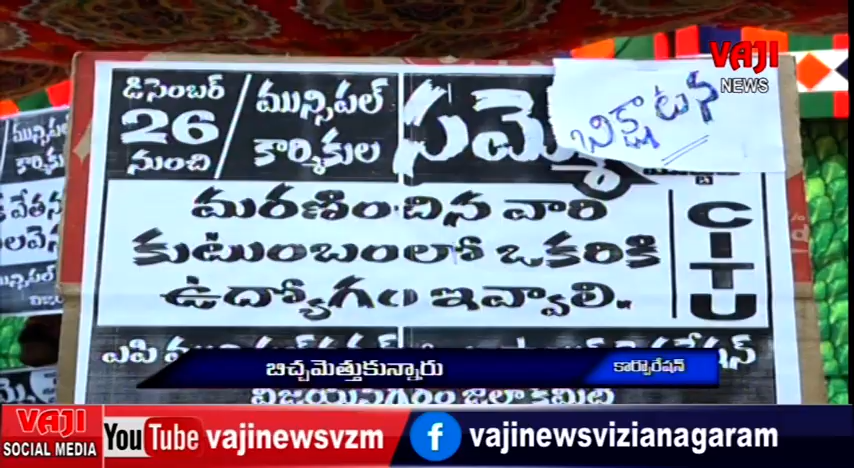 VAJI
NEWS
డిసెంబర్
26
నుంచి
మున్సిపల్
కార్మికుల
సమ్మె
బిక్షాటన
మరణించిన వారి
కుటుంబంలో ఒకరికి
ఉద్యోగం ఇవ్వాలి.
CITU
ఎపి
విజయనగరం జిల్లా కమిటి
బిచ్చమెత్తుకున్నారు
కార్పొరేషన్
VAJI
SOCIAL MEDIA
YouTube vajinewsvzm
f vajinewsvizianagaram